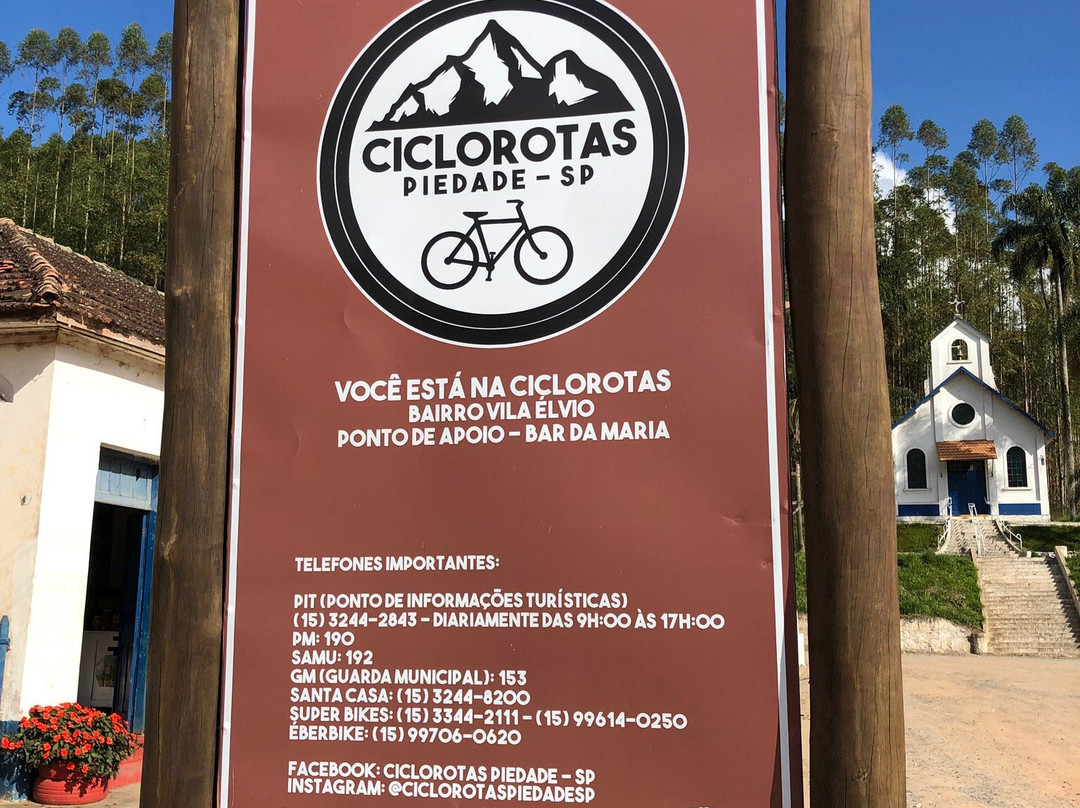 CICLOROTAS
PIEDADE – SP
VOCÊ ESTÁ NA CICLOROTAS
BAIRRO VILA ÉLVIO
PONTO DE APOIO – BAR DA MARIA
TELEFONES IMPORTANTES:
PIT (PONTO DE INFORMAÇÕES TURÍSTICAS)
(15) 3244-2843 – DIARIAMENTE DAS 9H:00 ÀS 17H:00
PM: 190
SAMU: 192
GM (GUARDA MUNICIPAL): 153
SANTA CASA: (15) 3244-8200
SUPER BIKES: (15) 3344-2111 - (15) 99614-0250
EBERBIKE: (15) 99706-0620
FACEBOOK: CICLOROTAS PIEDADE – SP
INSTAGRAM: @CICLOROTASPIEDADESP